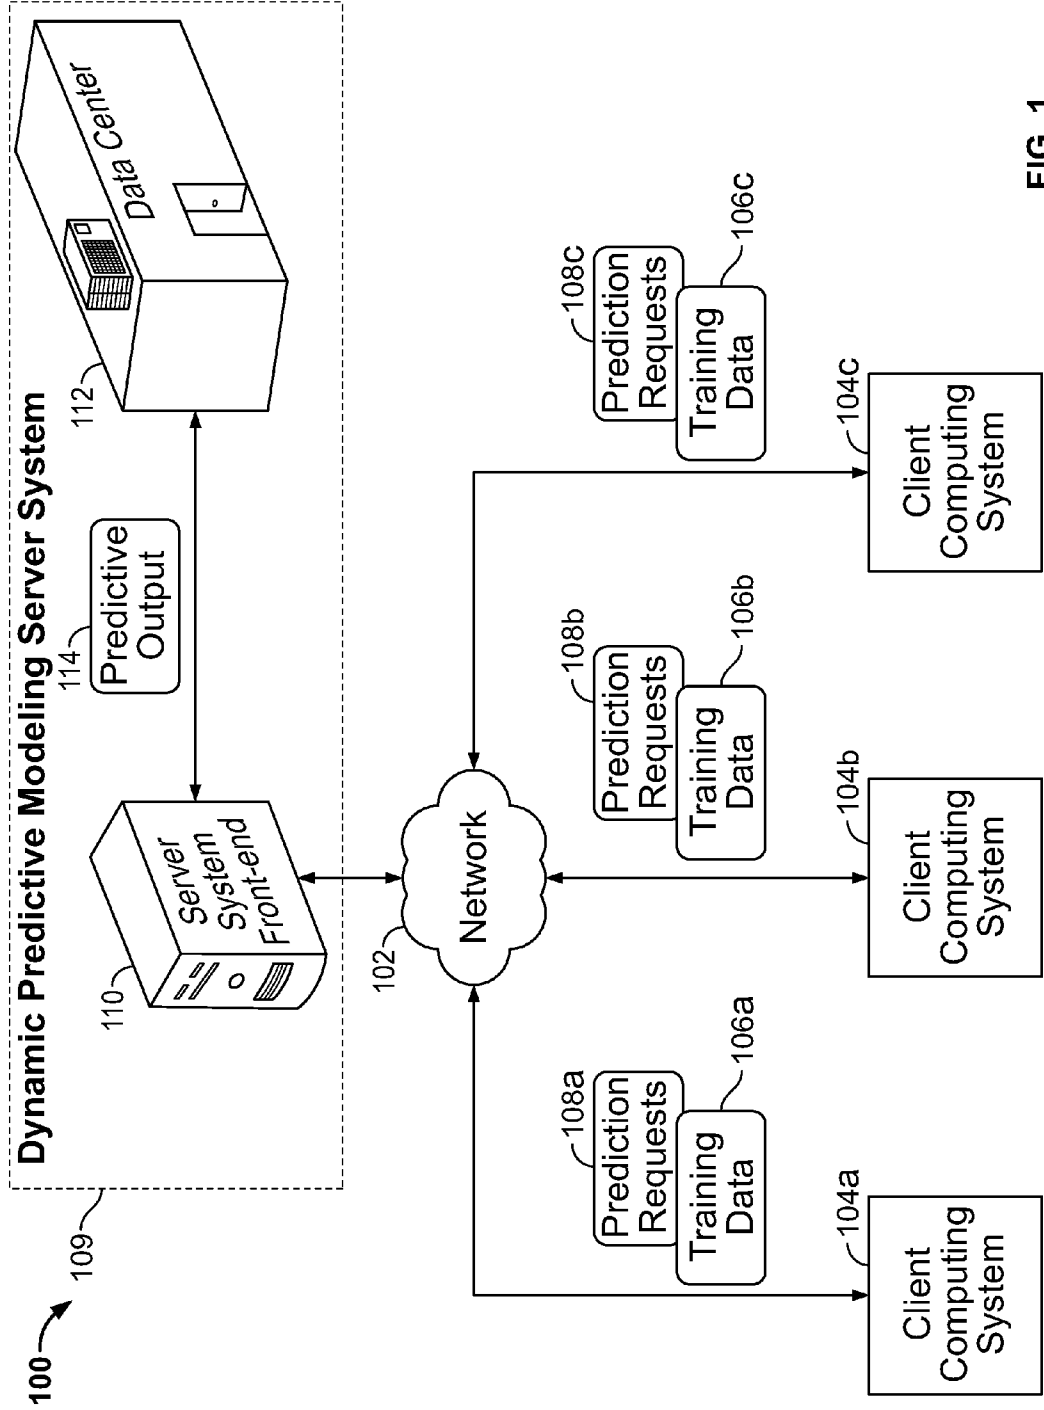 100
109
Dynamic Predictive Modeling Server System
110
Server
System
Front-end
114
Predictive
Output
112
Data Center
102
Network
108a
Prediction
Requests
106a
Training
Data
108b
Prediction
Requests
106b
Training
Data
108c
Prediction
Requests
106c
Training
Data
104a
Client
Computing
System
104b
Client
Computing
System
104c
Client
Computing
System
FIG. 1